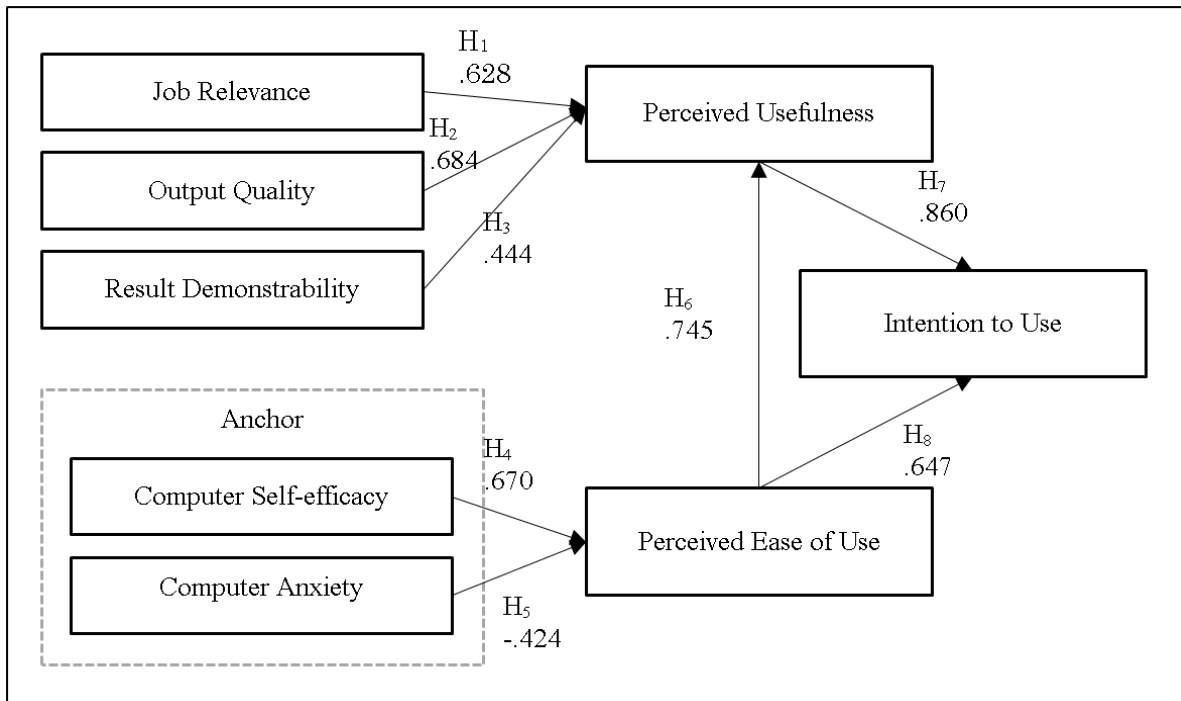 H₁
.628
Job Relevance
Perceived Usefulness
H₂
.684
Output Quality
H₃
.444
Result Demonstrability
H₇
.860
H₆
.745
Intention to Use
Anchor
H₄
.670
Computer Self-efficacy
H₈
.647
Perceived Ease of Use
Computer Anxiety
H₅
-.424